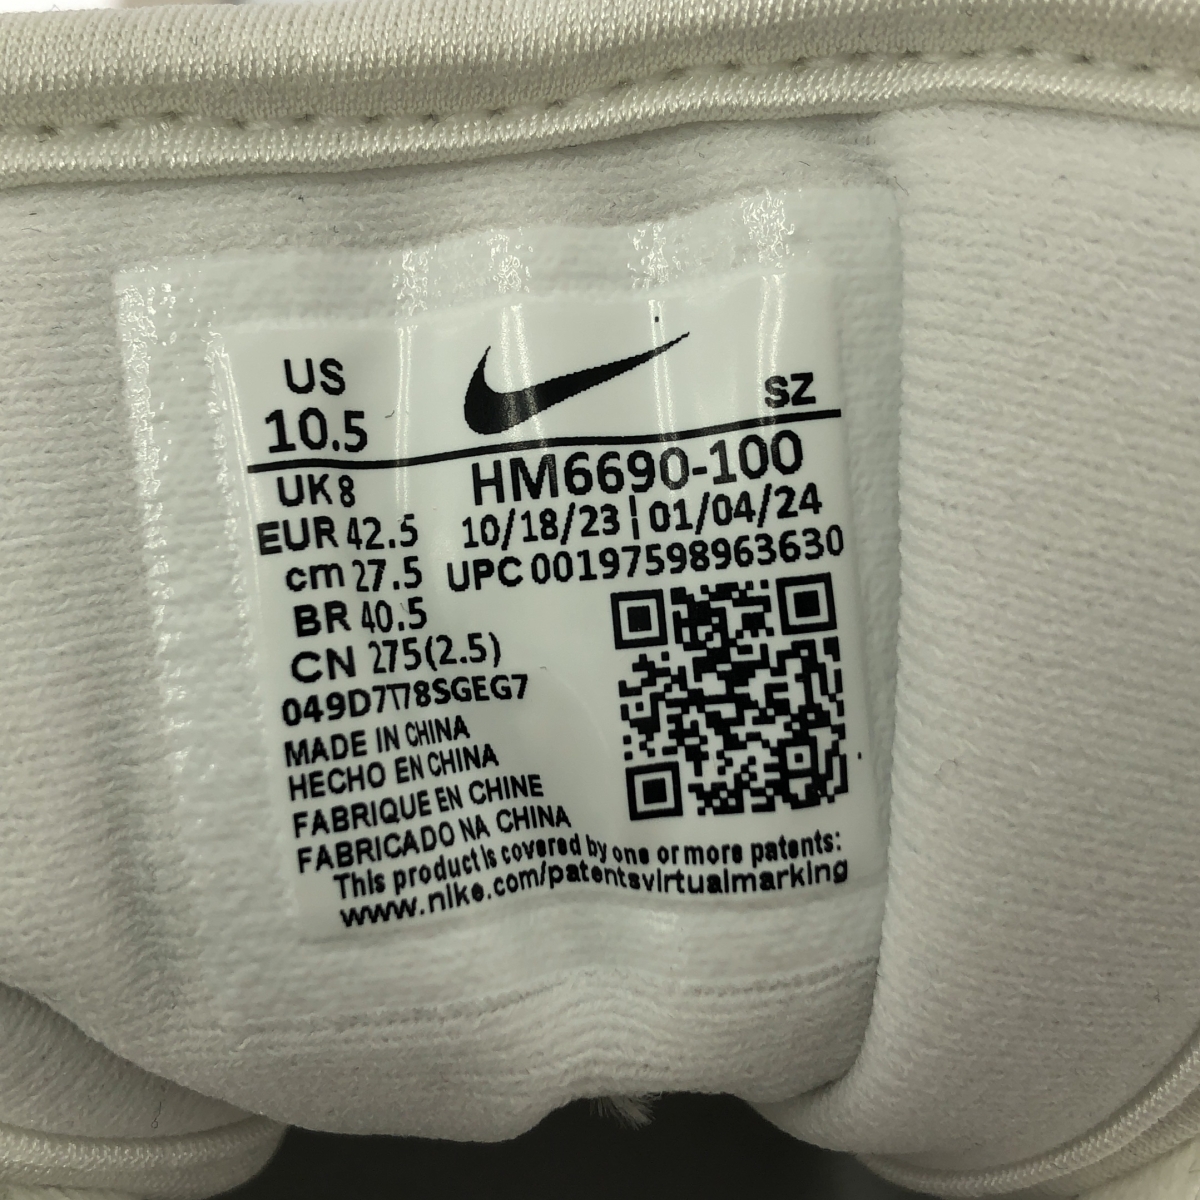 US
10.5
SZ
UK 8
HM6690-100
EUR 42.5
10/18/23 | 01/04/24
cm 27.5
UPC 00197598963630
BR 40.5
CN 275(2.5)
049D7T78SGEG7
MADE IN CHINA
HECHO EN CHINA
FABRIQUE EN CHINE
FABRICADO NA CHINA
This product is covered by one or more patents:
www.nike.com/patentsvirtualmarking